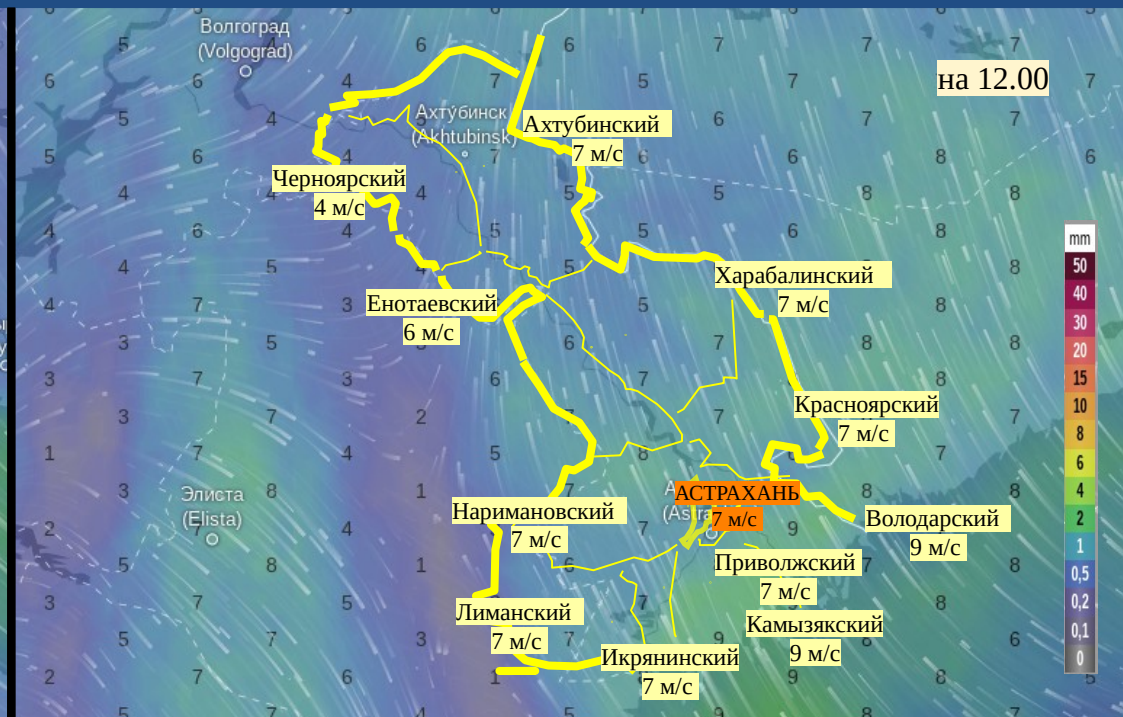 Волгоград
(Volgograd)
на 12.00
Ахту́бинск
(Akhtubinsk)
Ахтубинский
7 м/с
Черноярский
4 м/с
Харабалинский
7 м/с
Енотаевский
6 м/с
Красноярский
7 м/с
Элиста
(Elista)
АСТРАХАНЬ
7 м/с
Наримановский
7 м/с
Володарский
9 м/с
Приволжский
7 м/с
Лиманский
7 м/с
Камызякский
9 м/с
Икрянинский
7 м/с
mm
50
40
30
20
15
10
8
6
4
2
1
0,5
0,2
0,1
0